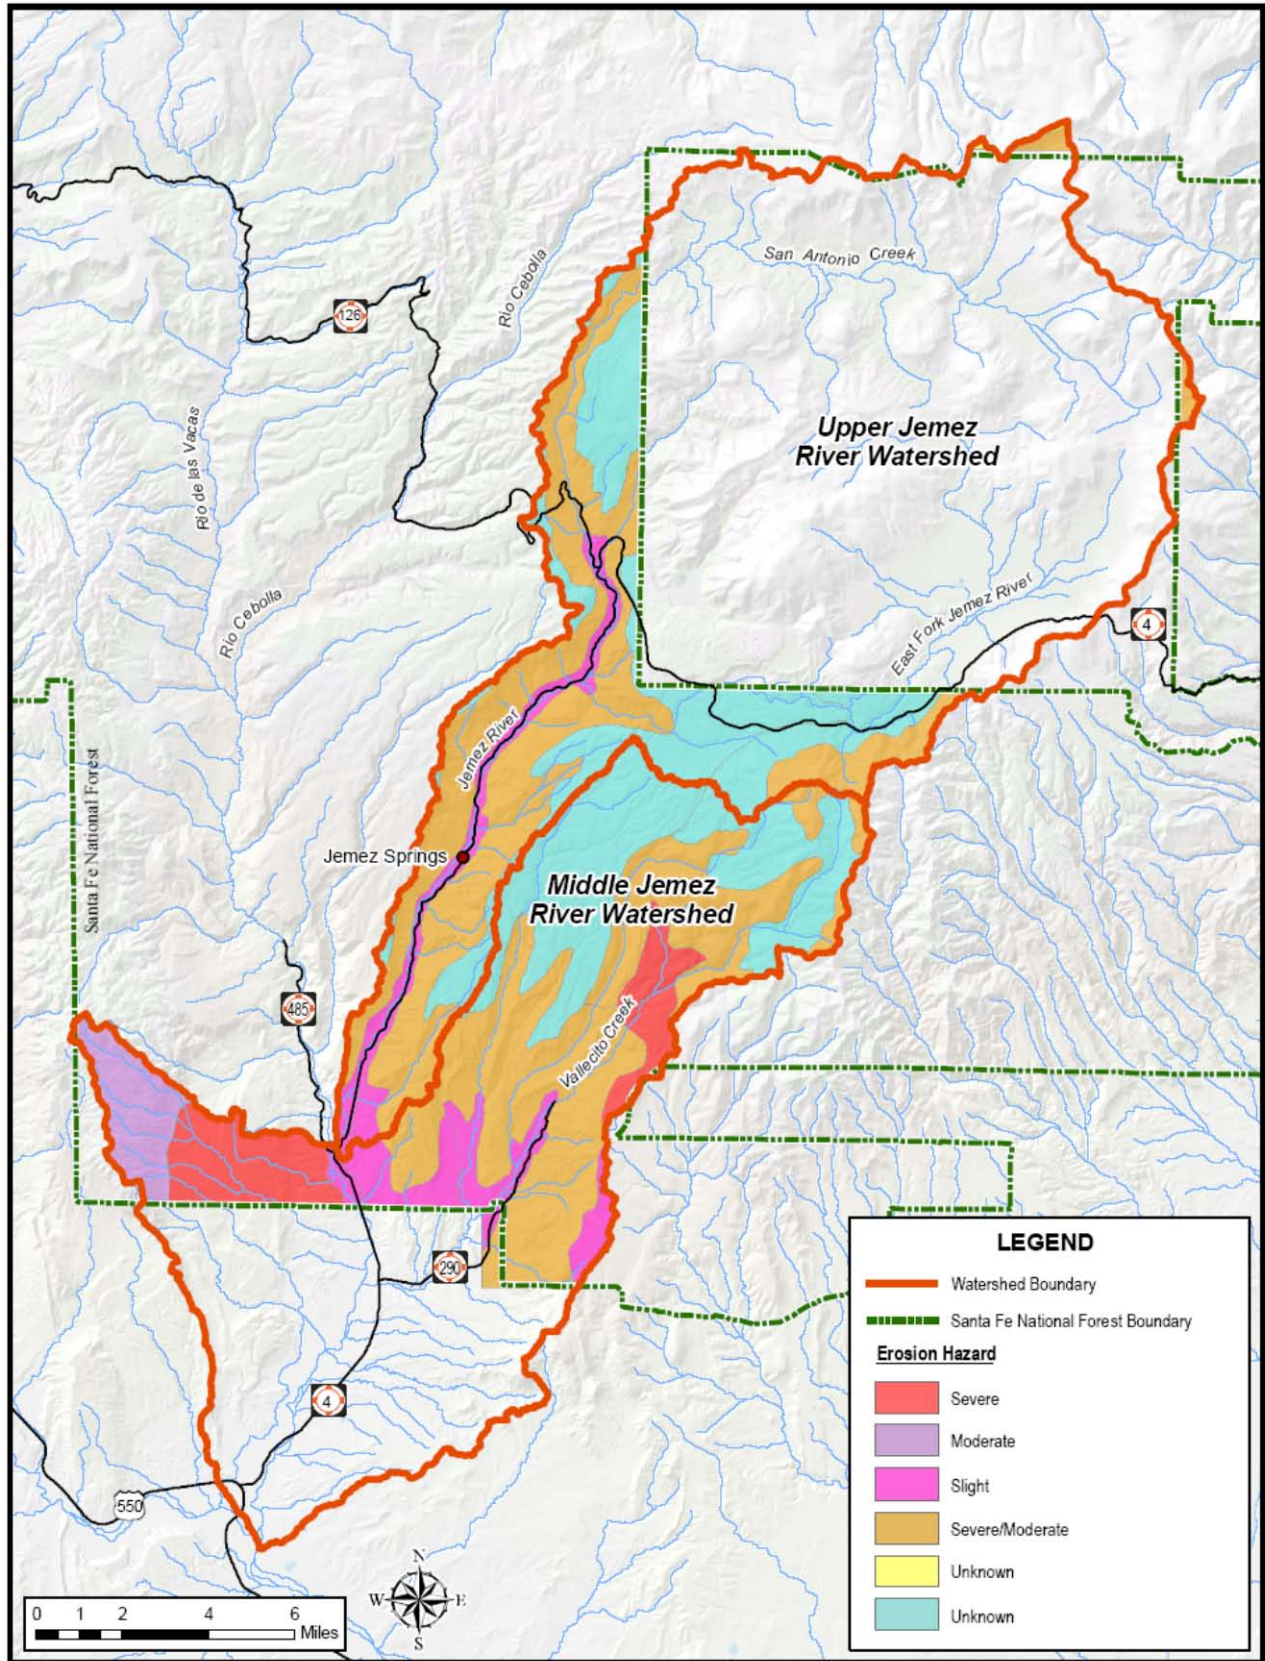 San Antonio Creek
Rio Cebolla
126
Upper Jemez
River Watershed
Rio de las Vacas
East Fork Jemez River
Rio Cebolla
4
Jemez River
Santa Fe National Forest
Jemez Springs
Middle Jemez
River Watershed
485
Vallecito Creek
290
4
550
LEGEND
Watershed Boundary
Santa Fe National Forest Boundary
Erosion Hazard
Severe
Moderate
Slight
Severe/Moderate
Unknown
Unknown
N
W E
S
0 1 2 4 6
Miles